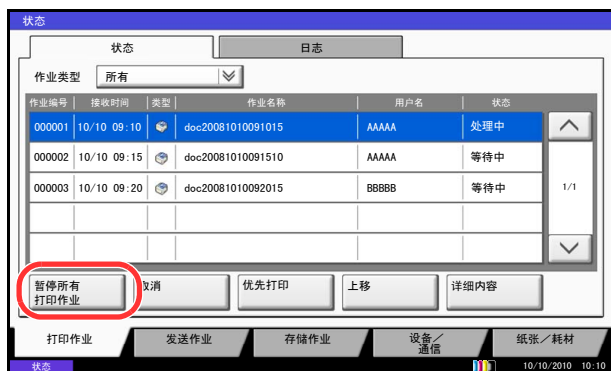 状态
状态 日志
作业类型 所有
作业编号 接收时间 类型 作业名称 用户名 状态
000001 10/10 09:10 doc20081010091015 AAAAA 处理中
000002 10/10 09:15 doc20081010091510 AAAAA 等待中
000003 10/10 09:20 doc20081010092015 BBBBB 等待中
1/1
暂停所有
打印作业
取消 优先打印 上移 详细内容
打印作业 发送作业 存储作业 设备/
通信
纸张/耗材
状态 10/10/2010 10:10